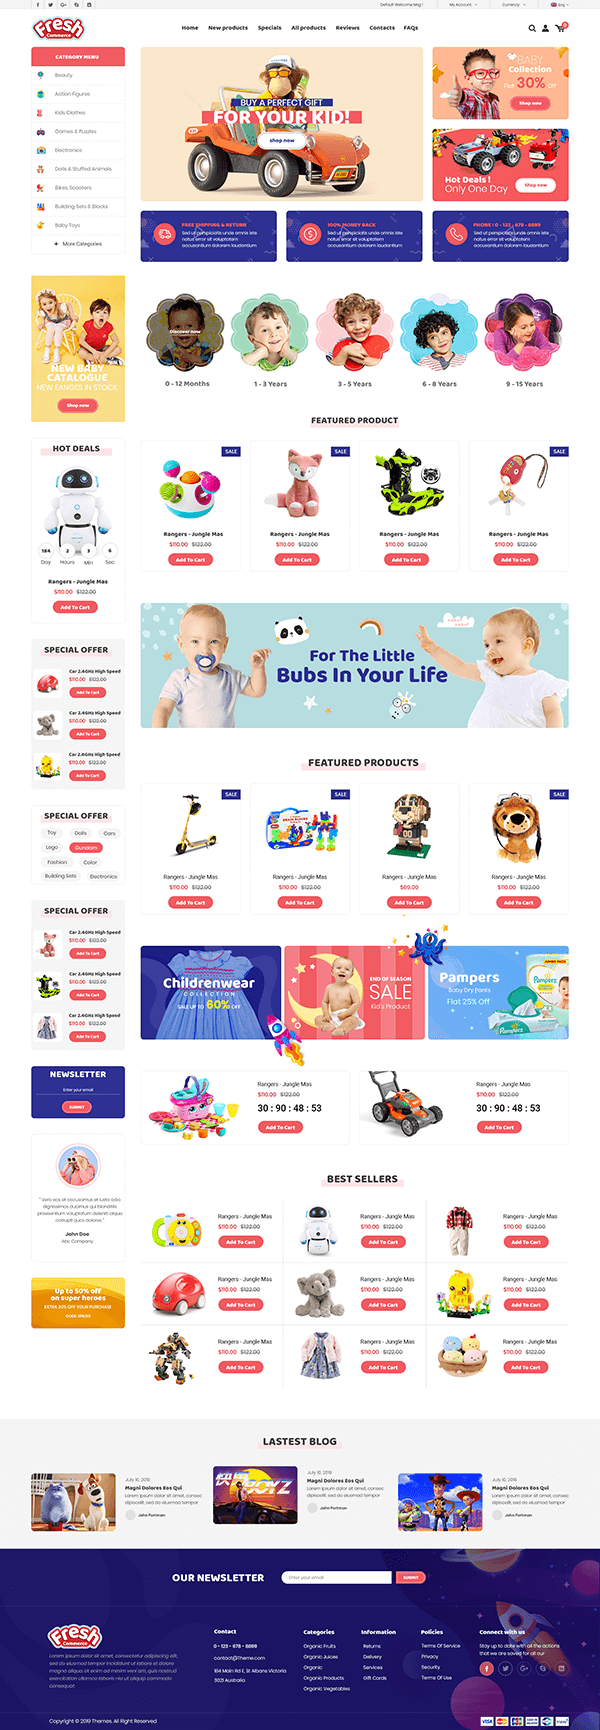 Default Welcome Msg !
My Account
Currency
Eng
Fresh
Commerce
Home
New products
Specials
All products
Reviews
Contacts
FAQs
0
CATEGORY MENU
Beauty
Action Figures
Kids Clothes
Games & Puzzles
Electronics
Dolls & Stuffed Animals
Bikes, Scooters
Building Sets & Blocks
Baby Toys
+ More Categories
BUY A PERFECT GIFT
FOR YOUR KID!
shop now
BABY
Collection
Flat 30% Off
Shop now
Hot Deals !
Only One Day
Shop now
FREE SHIPPING & RETURN
Sed ut perspiciatis unde omnis iste
natus error sit voluptatem
accusantium dolorem laudantium
100% MONEY BACK
Sed ut perspiciatis unde omnis iste
natus error sit voluptatem
accusantium dolorem laudantium
PHONE : 0 - 123 - 678 - 8899
Sed ut perspiciatis unde omnis iste
natus error sit voluptatem
accusantium dolorem laudantium
NEW BABY
CATALOGUE
NEW EANGES IN STOCK
Shop now
Discover now
0 - 12 Months
1 - 3 Years
3 - 5 Years
6 - 8 Years
9 - 15 Years
FEATURED PRODUCT
SALE
Rangers - Jungle Mas
$110.00 $122.00
Add To Cart
Rangers - Jungle Mas
$110.00 $122.00
Add To Cart
Rangers - Jungle Mas
$110.00 $122.00
Add To Cart
SALE
Rangers - Jungle Mas
$110.00 $122.00
Add To Cart
HOT DEALS
184 2 3 6
Day Hours Min Sec
Rangers - Jungle Mas
$110.00 $122.00
Add To Cart
For The Little
Bubs In Your Life
SPECIAL OFFER
Car 2.4GHz High Speed
$110.00 $122.00
Add To Cart
Car 2.4GHz High Speed
$110.00 $122.00
Add To Cart
Car 2.4GHz High Speed
$110.00 $122.00
Add To Cart
FEATURED PRODUCTS
SALE
Rangers - Jungle Mas
$110.00 $122.00
Add To Cart
SALE
Rangers - Jungle Mas
$110.00 $122.00
Add To Cart
Rangers - Jungle Mas
$69.00
Add To Cart
SALE
Rangers - Jungle Mas
$110.00 $122.00
Add To Cart
SPECIAL OFFER
Toy
Dolls
Cars
Lego
Gundam
Fashion
Color
Building Sets
Electronics
SPECIAL OFFER
Car 2.4GHz High Speed
$110.00 $122.00
Add To Cart
Car 2.4GHz High Speed
$110.00 $122.00
Add To Cart
Car 2.4GHz High Speed
$110.00 $122.00
Add To Cart
Childrenwear
COLLECTION
SALE UP TO 60% OFF
END OF SEASON
SALE
Kid's Product
Pampers
Baby Dry Pants
Flat 25% Off
Pampers
Pampers
NEWSLETTER
Enter your email
SUBMIT
Rangers - Jungle Mas
$110.00 $122.00
30 : 90 : 48 : 53
Add To Cart
Rangers - Jungle Mas
$110.00 $122.00
30 : 90 : 48 : 53
Add To Cart
" Vero eos et accusamus et iusto odio
dignissimos ducimus qui blanditiis
praesentium voluptatum deleniti atque
corrupti quos dolores. "
John Doe
Abc Company
BEST SELLERS
Rangers - Jungle Mas
$110.00 $122.00
Add To Cart
Rangers - Jungle Mas
$110.00 $122.00
Add To Cart
Rangers - Jungle Mas
$110.00 $122.00
Add To Cart
Rangers - Jungle Mas
$110.00 $122.00
Add To Cart
Rangers - Jungle Mas
$110.00 $122.00
Add To Cart
Rangers - Jungle Mas
$110.00 $122.00
Add To Cart
Rangers - Jungle Mas
$110.00 $122.00
Add To Cart
Rangers - Jungle Mas
$110.00 $122.00
Add To Cart
Rangers - Jungle Mas
$110.00 $122.00
Add To Cart
Up to 50% off
on super heroes
EXTRA 20% OFF YOUR PURCHASE
LASTEST BLOG
July 10, 2019
Magni Dolores Eos Qui
Lorem ipsum dolor sit amet, consec
adipiscing, sed do eiusmod tempor
John Portman
July 10, 2019
Magni Dolores Eos Qui
Lorem ipsum dolor sit amet, consec
adipiscing, sed do eiusmod tempor
John Portman
July 10, 2019
Magni Dolores Eos Qui
Lorem ipsum dolor sit amet, consec
adipiscing, sed do eiusmod tempor
John Portman
OUR NEWSLETTER
Enter your email
SUBMIT
Fresh
Commerce
Lorem ipsum dolor sit amet, consectetur adipiscing
elit, sed do eiusmod tempor incididunt ut labore et dolore
magna aliqua. Ut enim ad minim veni am, quis nostrud
exercitation ullamco laboris nisi ut aliquip commodo
consequat.
Contact
0 - 123 - 678 - 8899
contact@Theme.com
184 Main Rd E, St Albans Victoria
3021 Australia
Categories
Organic Fruits
Organic Juices
Organic
Organic Products
Organic Vegetables
Information
Returns
Delivery
Services
Gift Cards
Policies
Terms Of Service
Privacy
Security
Terms Of Use
Connect with us
Stay up to date with all the actions
that we are saved for all our
Copyright © 2019 Themes. All Right Reserved
VISA